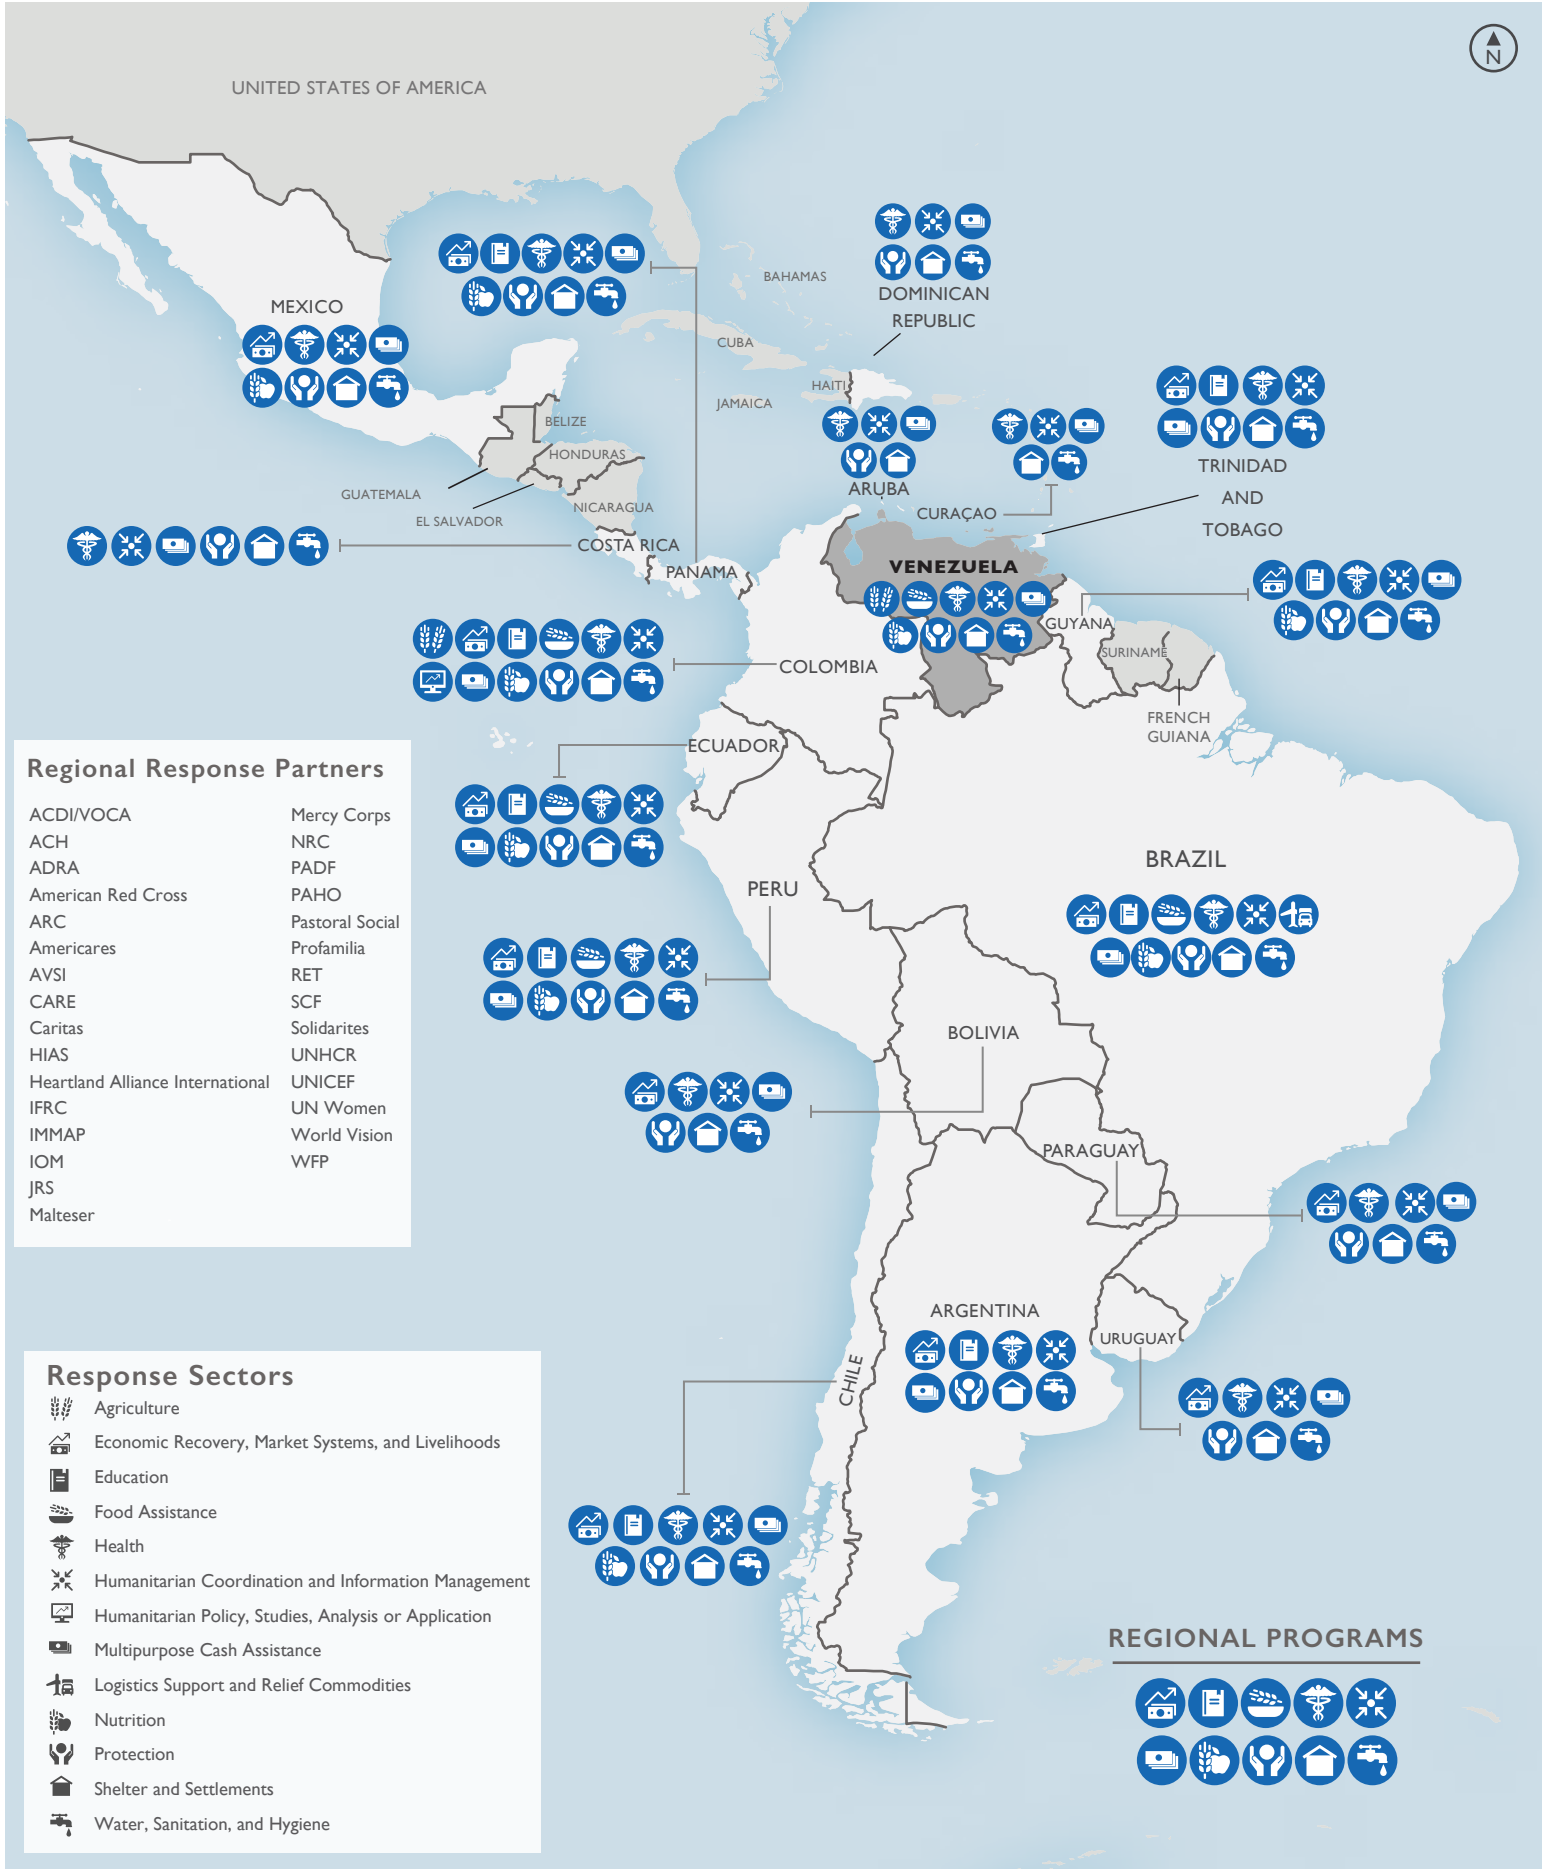 N
UNITED STATES OF AMERICA
BAHAMAS
DOMINICAN
REPUBLIC
MEXICO
CUBA
HAITI
JAMAICA
BELIZE
HONDURAS
GUATEMALA
EL SALVADOR
NICARAGUA
ARUBA
CURAÇAO
TRINIDAD
AND
TOBAGO
COSTA RICA
PANAMA
VENEZUELA
GUYANA
SURINAME
FRENCH
GUIANA
COLOMBIA
ECUADOR
PERU
BRAZIL
BOLIVIA
PARAGUAY
ARGENTINA
URUGUAY
CHILE
Regional Response Partners
ACDI/VOCA
ACH
ADRA
American Red Cross
ARC
Americares
AVSI
CARE
Caritas
HIAS
Heartland Alliance International
IFRC
IMMAP
IOM
JRS
Malteser
Mercy Corps
NRC
PADF
PAHO
Pastoral Social
Profamilia
RET
SCF
Solidarites
UNHCR
UNICEF
UN Women
World Vision
WFP
Response Sectors
Agriculture
Economic Recovery, Market Systems, and Livelihoods
Education
Food Assistance
Health
Humanitarian Coordination and Information Management
Humanitarian Policy, Studies, Analysis or Application
Multipurpose Cash Assistance
Logistics Support and Relief Commodities
Nutrition
Protection
Shelter and Settlements
Water, Sanitation, and Hygiene
REGIONAL PROGRAMS